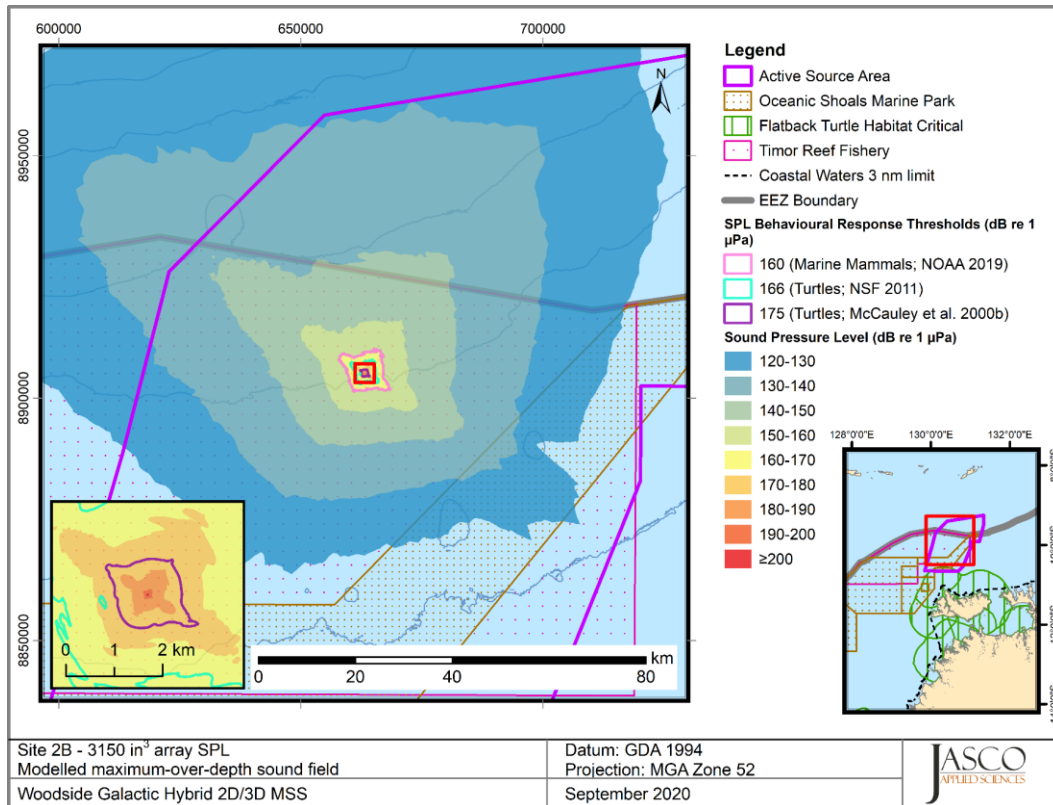 600000
650000
700000
8950000
8900000
8850000
N
0 1 2 km
km
0 20 40 80
Legend
Active Source Area
Oceanic Shoals Marine Park
Flatback Turtle Habitat Critical
Timor Reef Fishery
Coastal Waters 3 nm limit
EEZ Boundary
SPL Behavioural Response Thresholds (dB re 1
µPa)
160 (Marine Mammals; NOAA 2019)
166 (Turtles; NSF 2011)
175 (Turtles; McCauley et al. 2000b)
Sound Pressure Level (dB re 1 µPa)
120-130
130-140
140-150
150-160
160-170
170-180
180-190
190-200
≥200
128°0'0"E
130°0'0"E
132°0'0"E
Site 2B - 3150 in³ array SPL
Modelled maximum-over-depth sound field
Woodside Galactic Hybrid 2D/3D MSS
Datum: GDA 1994
Projection: MGA Zone 52
September 2020
JASCO
APPLIED SCIENCES